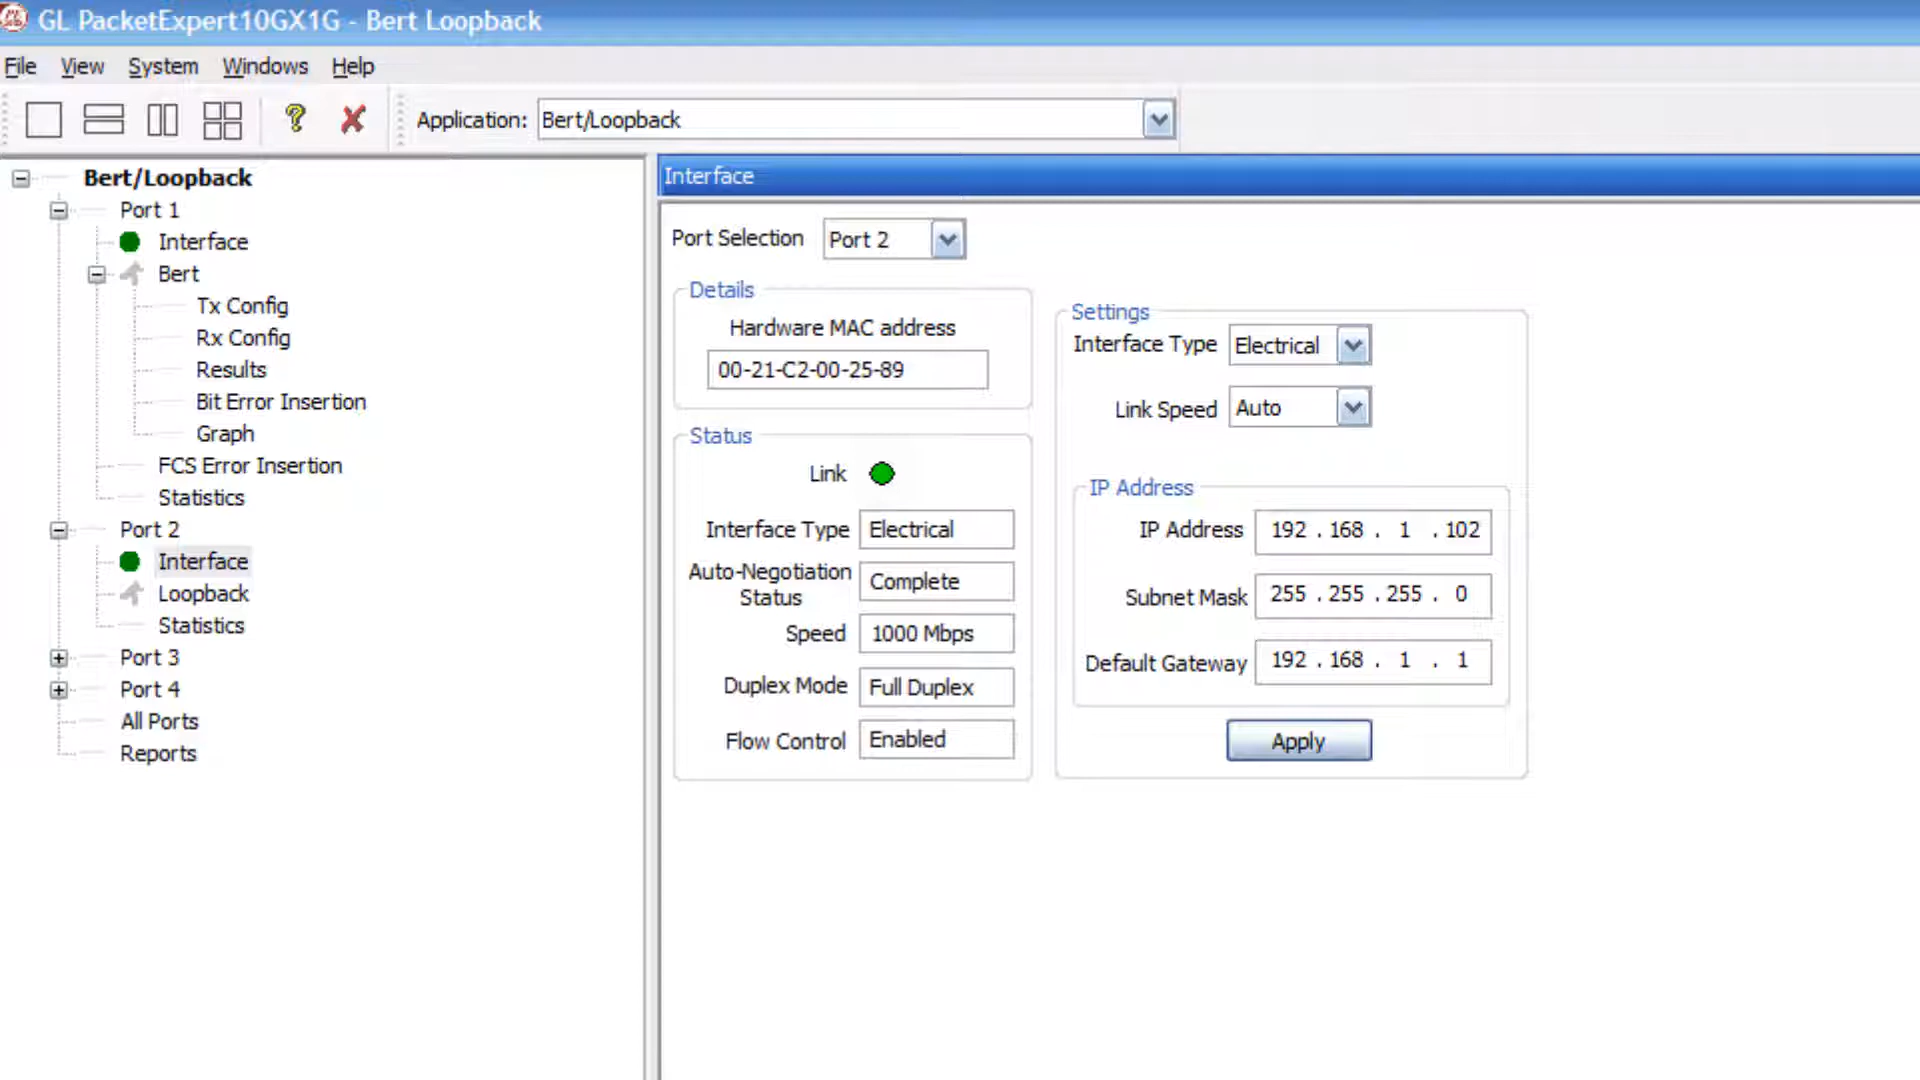 GL PacketExpert10GX1G - Bert Loopback
File View System Windows Help
Application: Bert/Loopback
Bert/Loopback
Port 1
Interface
Bert
Tx Config
Rx Config
Results
Bit Error Insertion
Graph
FCS Error Insertion
Statistics
Port 2
Interface
Loopback
Statistics
Port 3
Port 4
All Ports
Reports
Interface
Port Selection Port 2
Details
Hardware MAC address
00-21-C2-00-25-89
Status
Link
Interface Type Electrical
Auto-Negotiation Status Complete
Speed 1000 Mbps
Duplex Mode Full Duplex
Flow Control Enabled
Settings
Interface Type Electrical
Link Speed Auto
IP Address
IP Address 192 . 168 . 1 . 102
Subnet Mask 255 . 255 . 255 . 0
Default Gateway 192 . 168 . 1 . 1
Apply